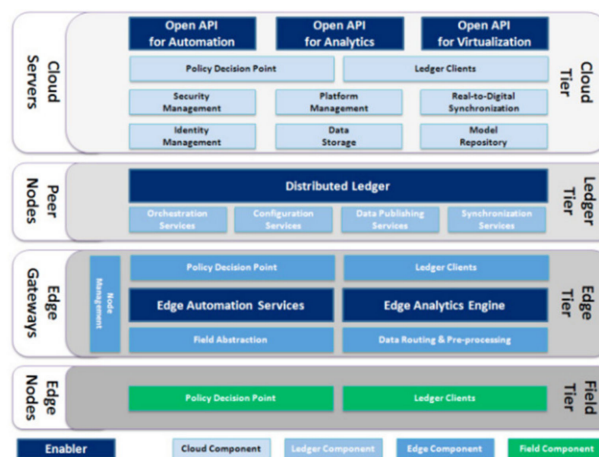 Open API
for Automation
Open API
for Analytics
Open API
for Virtualization
Policy Decision Point
Ledger Clients
Security
Management
Platform
Management
Real-to-Digital
Synchronization
Identity
Management
Data
Storage
Model
Repository
Cloud
Servers
Cloud
Tier
Distributed Ledger
Orchestration
Services
Configuration
Services
Data Publishing
Services
Synchronization
Services
Peer
Nodes
Ledger
Tier
Node
Management
Policy Decision Point
Ledger Clients
Edge Automation Services
Edge Analytics Engine
Field Abstraction
Data Routing & Pre-processing
Edge
Gateways
Edge
Tier
Policy Decision Point
Ledger Clients
Edge
Nodes
Field
Tier
Enabler
Cloud Component
Ledger Component
Edge Component
Field Component